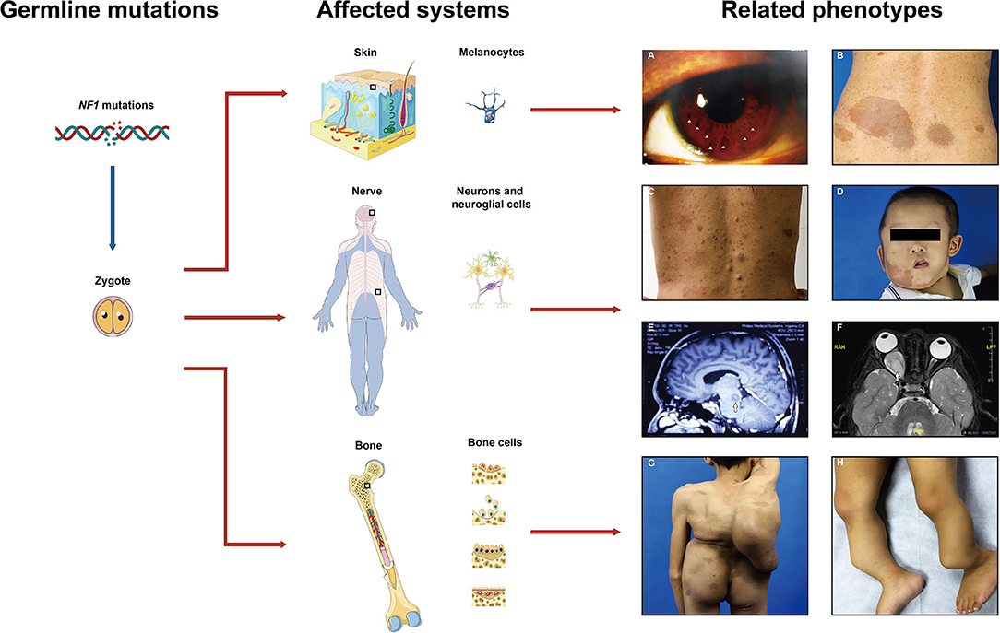 Germline mutations
Affected systems
Related phenotypes
NF1 mutations
Zygote
Skin
Melanocytes
Nerve
Neurons and
neuroglial cells
Bone
Bone cells
A
B
C
D
E
F
RAH
LPF
G
H